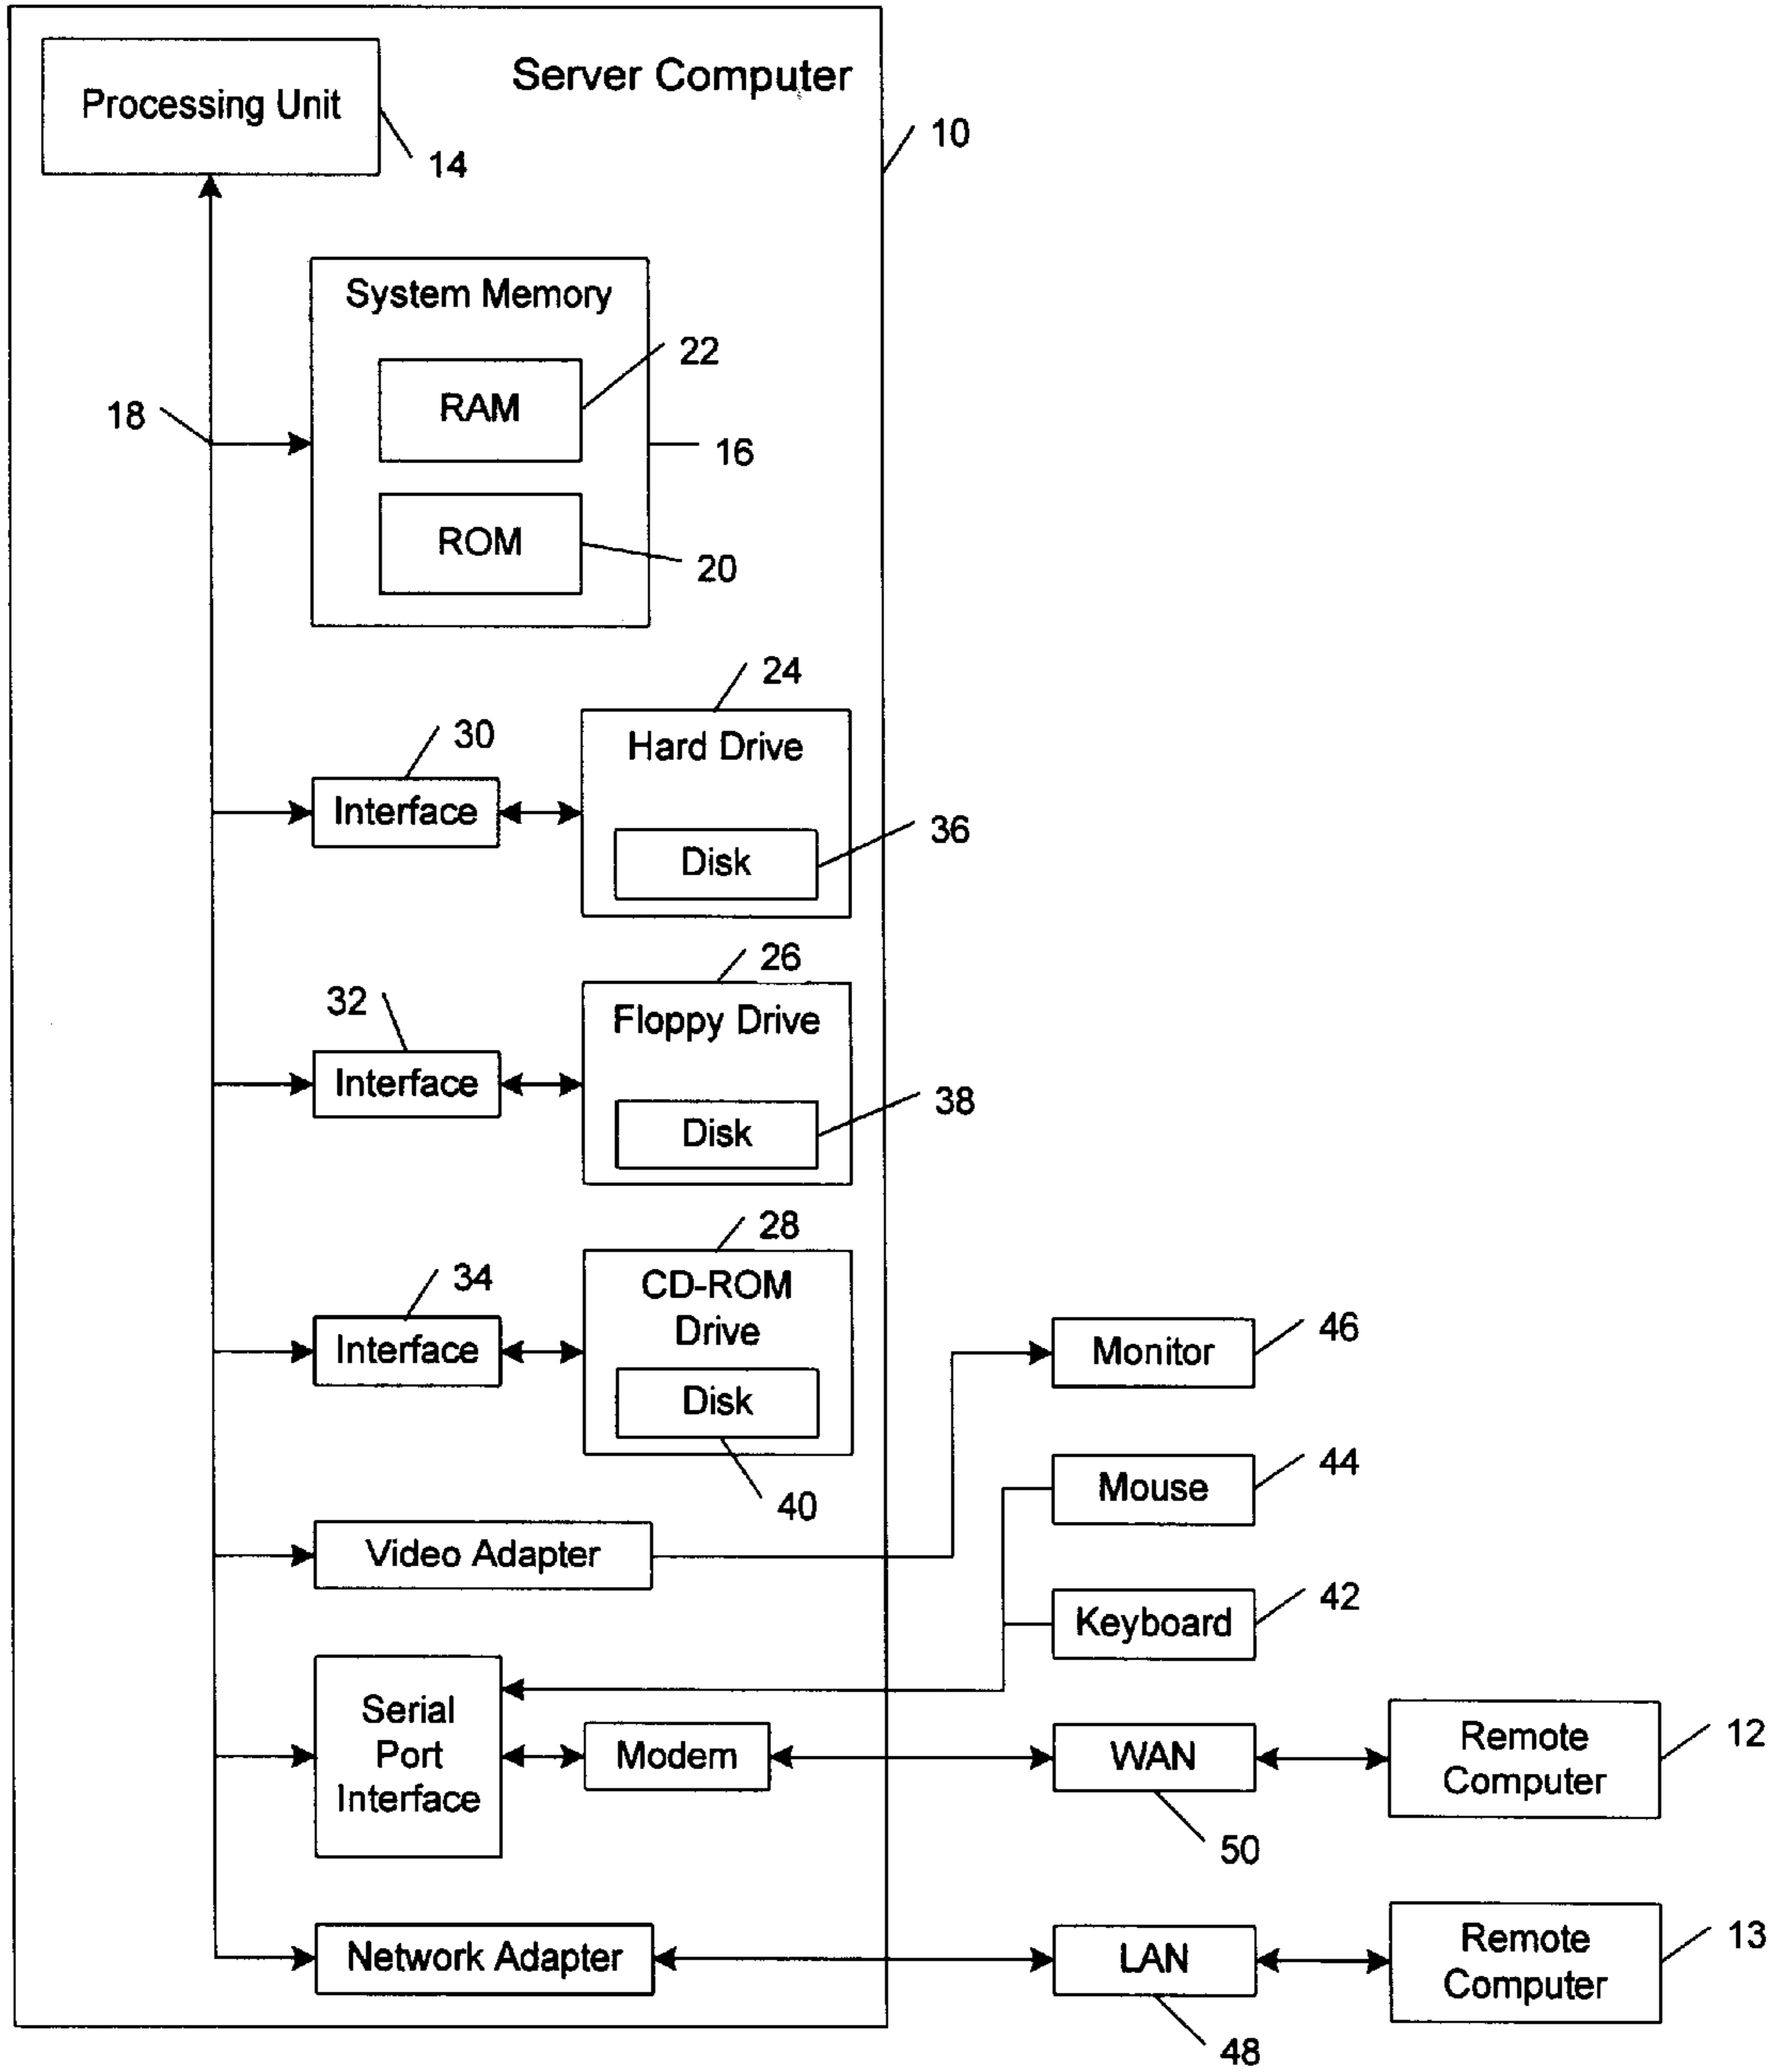 Server Computer
Processing Unit
10
14
System Memory
22
RAM
18
16
ROM
20
24
30
Hard Drive
Interface
36
Disk
26
32
Floppy Drive
Interface
38
Disk
28
34
CD-ROM
Drive
Interface
Disk
40
46
Monitor
44
Mouse
Video Adapter
42
Keyboard
Serial
Port
Interface
Modem
WAN
50
Remote
Computer
12
Network Adapter
LAN
48
Remote
Computer
13